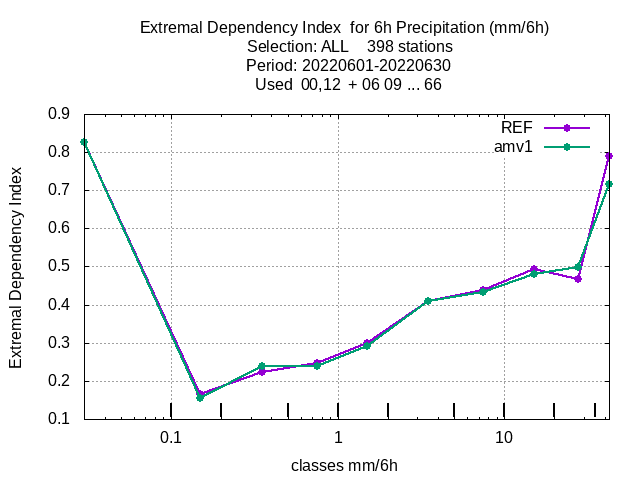 Extremal Dependency Index  for 6h Precipitation (mm/6h)
Selection: ALL    398 stations
Period: 20220601-20220630
Used  00,12  + 06 09 ... 66
REF
amv1
Extremal Dependency Index
0.9
0.8
0.7
0.6
0.5
0.4
0.3
0.2
0.1
0.1 1 10
classes mm/6h